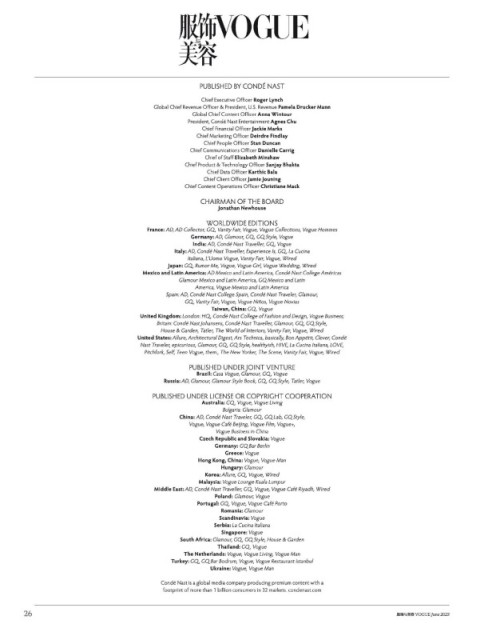 服饰VOGUE
美容
PUBLISHED BY CONDÉ NAST
Chief Executive Officer Roger Lynch
Global Chief Revenue Officer & President, U.S. Revenue Pamela Drucker Mann
Global Chief Content Officer Anna Wintour
President, Condé Nast Entertainment Agnes Chu
Chief Financial Officer Jackie Marks
Chief Marketing Officer Deirdre Findlay
Chief People Officer Stan Duncan
Chief Communications Officer Danielle Carrig
Chief of Staff Elizabeth Minshaw
Chief Product & Technology Officer Sanjay Bhakta
Chief Data Officer Karthic Bala
Chief Client Officer Jamie Jouning
Chief Content Operations Officer Christiane Mack
CHAIRMAN OF THE BOARD
Jonathan Newhouse
WORLDWIDE EDITIONS
France: AD, AD Collector, GQ, Vanity Fair, Vogue, Vogue Collections, Vogue Hommes
Germany: AD, Glamour, GQ, GQ Style, Vogue
India: AD, Condé Nast Traveller, GQ, Vogue
Italy: AD, Condé Nast Traveller, Experience Is, GQ, La Cucina
Italiana, L'Uomo Vogue, Vanity Fair, Vogue, Wired
Japan: GQ, Rumor Me, Vogue, Vogue Girl, Vogue Wedding, Wired
Mexico and Latin America: AD Mexico and Latin America, Condé Nast College Américas
Glamour Mexico and Latin America, GQ Mexico and Latin
America, Vogue Mexico and Latin America
Spain: AD, Condé Nast College Spain, Condé Nast Traveler, Glamour,
GQ, Vanity Fair, Vogue, Vogue Niños, Vogue Novias
Taiwan, China: GQ, Vogue
United Kingdom: London: HQ, Condé Nast College of Fashion and Design, Vogue Business;
Britain: Condé Nast Johansens, Condé Nast Traveller, Glamour, GQ, GQ Style,
House & Garden, Tatler, The World of Interiors, Vanity Fair, Vogue, Wired
United States: Allure, Architectural Digest, Ars Technica, basically, Bon Appétit, Clever, Condé
Nast Traveler, epicurious, Glamour, GQ, GQ Style, healthyish, HIVE, La Cucina Italiana, LOVE,
Pitchfork, Self, Teen Vogue, them., The New Yorker, The Scene, Vanity Fair, Vogue, Wired
PUBLISHED UNDER JOINT VENTURE
Brazil: Casa Vogue, Glamour, GQ, Vogue
Russia: AD, Glamour, Glamour Style Book, GQ, GQ Style, Tatler, Vogue
PUBLISHED UNDER LICENSE OR COPYRIGHT COOPERATION
Australia: GQ, Vogue, Vogue Living
Bulgaria: Glamour
China: AD, Condé Nast Traveler, GQ, GQ Lab, GQ Style,
Vogue, Vogue Café Beijing, Vogue Film, Vogue+,
Vogue Business in China
Czech Republic and Slovakia: Vogue
Germany: GQ Bar Berlin
Greece: Vogue
Hong Kong, China: Vogue, Vogue Man
Hungary: Glamour
Korea: Allure, GQ, Vogue, Wired
Malaysia: Vogue Lounge Kuala Lumpur
Middle East: AD, Condé Nast Traveller, GQ, Vogue, Vogue Café Riyadh, Wired
Poland: Glamour, Vogue
Portugal: GQ, Vogue, Vogue Café Porto
Romania: Glamour
Scandinavia: Vogue
Serbia: La Cucina Italiana
Singapore: Vogue
South Africa: Glamour, GQ, GQ Style, House & Garden
Thailand: GQ, Vogue
The Netherlands: Vogue, Vogue Living, Vogue Man
Turkey: GQ, GQ Bar Bodrum, Vogue, Vogue Restaurant Istanbul
Ukraine: Vogue, Vogue Man
Condé Nast is a global media company producing premium content with a
footprint of more than 1 billion consumers in 32 markets. condenast.com
26
服饰与美容 VOGUE June 2023